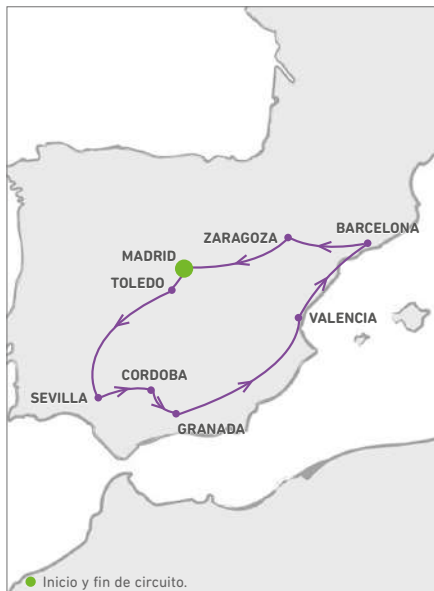 BARCELONA
ZARAGOZA
MADRID
TOLEDO
VALENCIA
CORDOBA
SEVILLA
GRANADA
Inicio y fin de circuito.